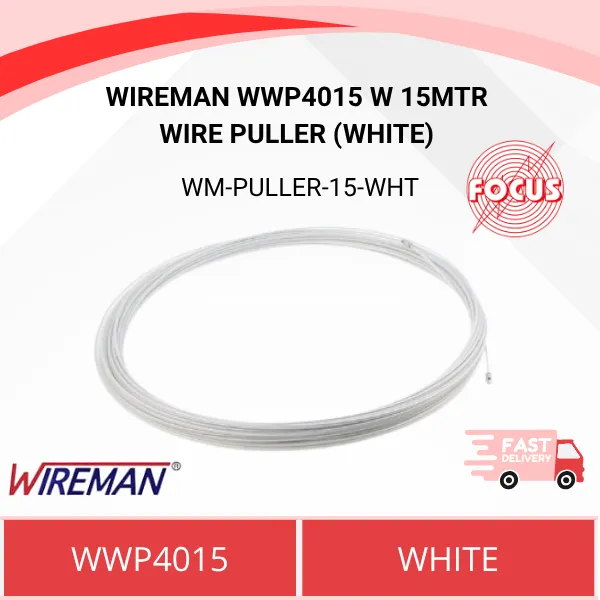 WIREMAN WWP4015 W 15MTR
WIRE PULLER (WHITE)
WM-PULLER-15-WHT
FOCUS
FAST
DELIVERY
WIREMAN®
WWP4015
WHITE